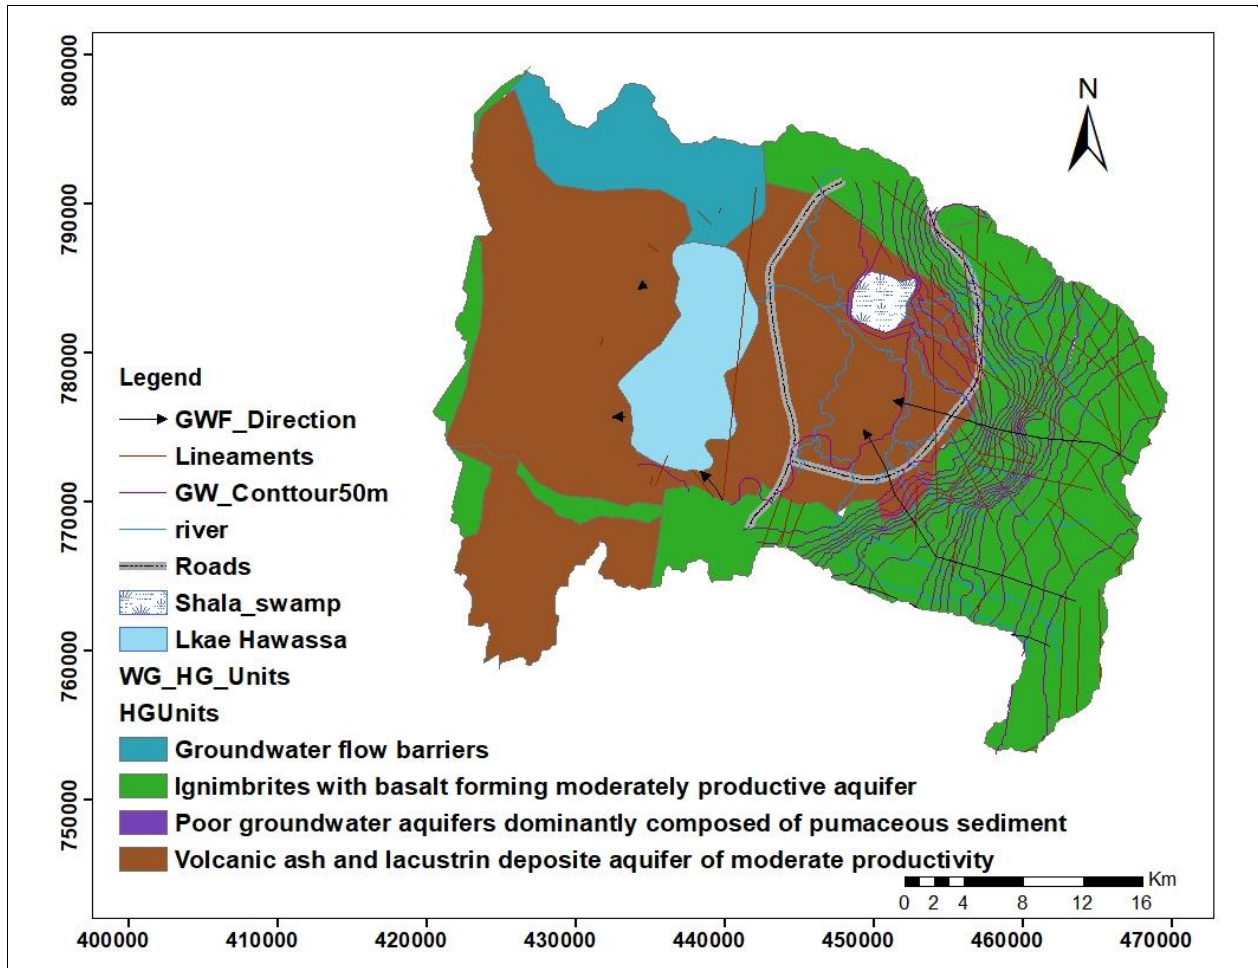 800000
790000
780000
770000
760000
750000
N
Legend
GWF_Direction
Lineaments
GW_Conttour50m
river
Roads
Shala_swamp
Lkae Hawassa
WG_HG_Units
HGUnits
Groundwater flow barriers
Ignimbrites with basalt forming moderately productive aquifer
Poor groundwater aquifers dominantly composed of pumaceous sediment
Volcanic ash and lacustrin deposite aquifer of moderate productivity
Km
0 2 4 8 12 16
400000 410000 420000 430000 440000 450000 460000 470000